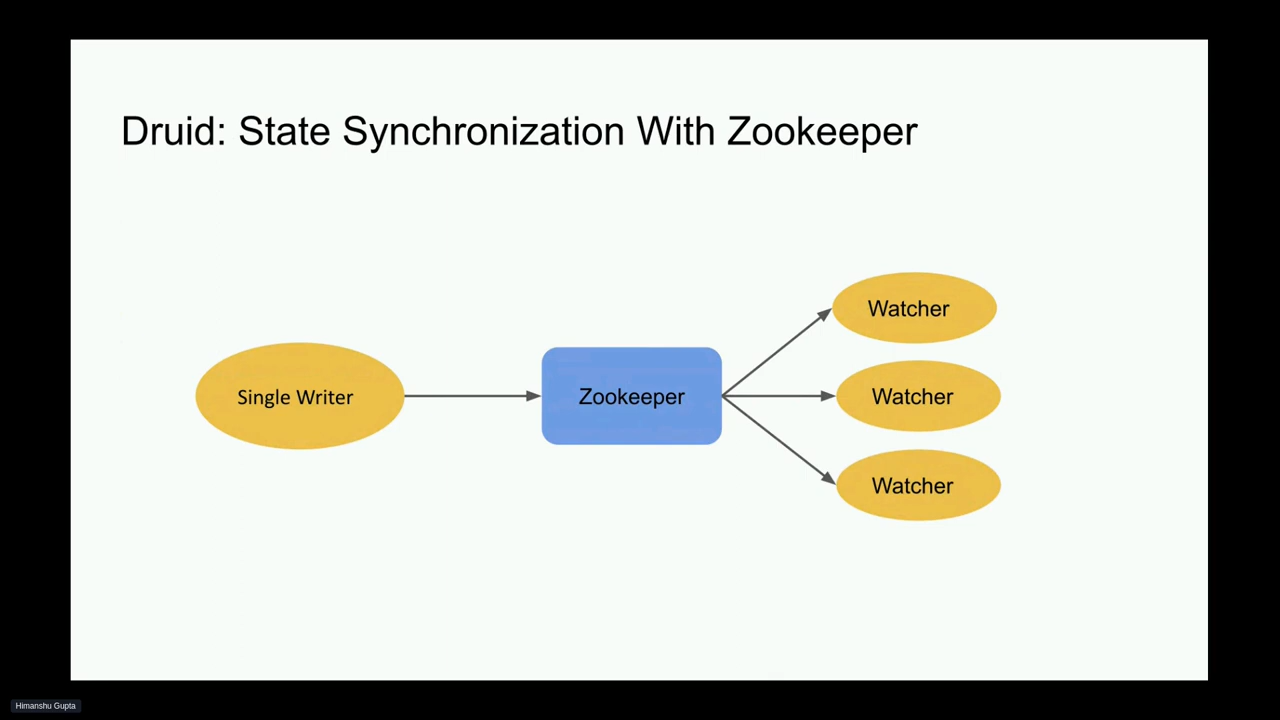 Druid: State Synchronization With Zookeeper
Single Writer
Zookeeper
Watcher
Watcher
Watcher
Himanshu Gupta